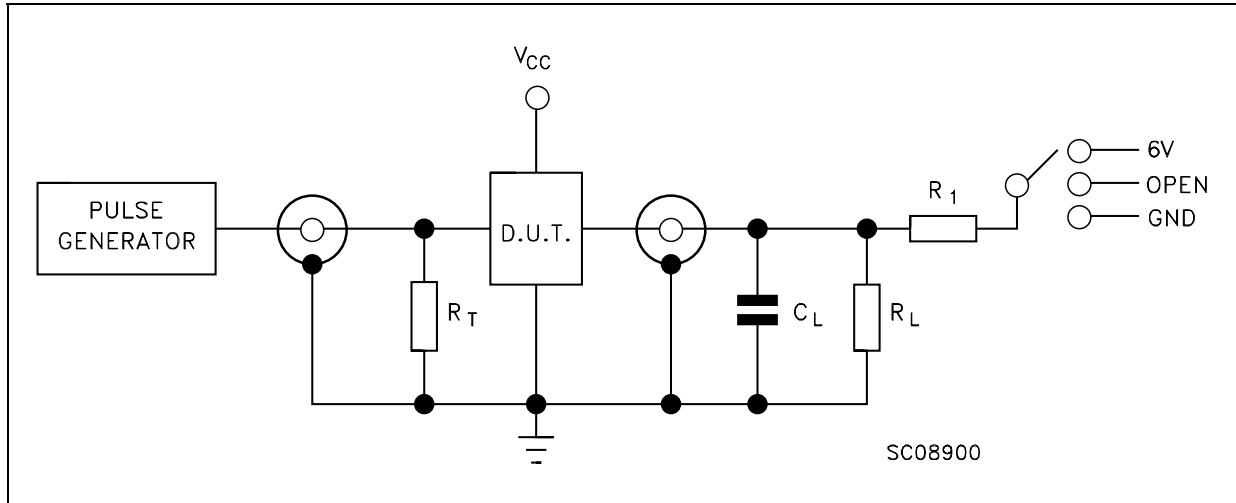 VCC
PULSE
GENERATOR
D.U.T.
RT
CL
RL
R1
6V
OPEN
GND
SC08900